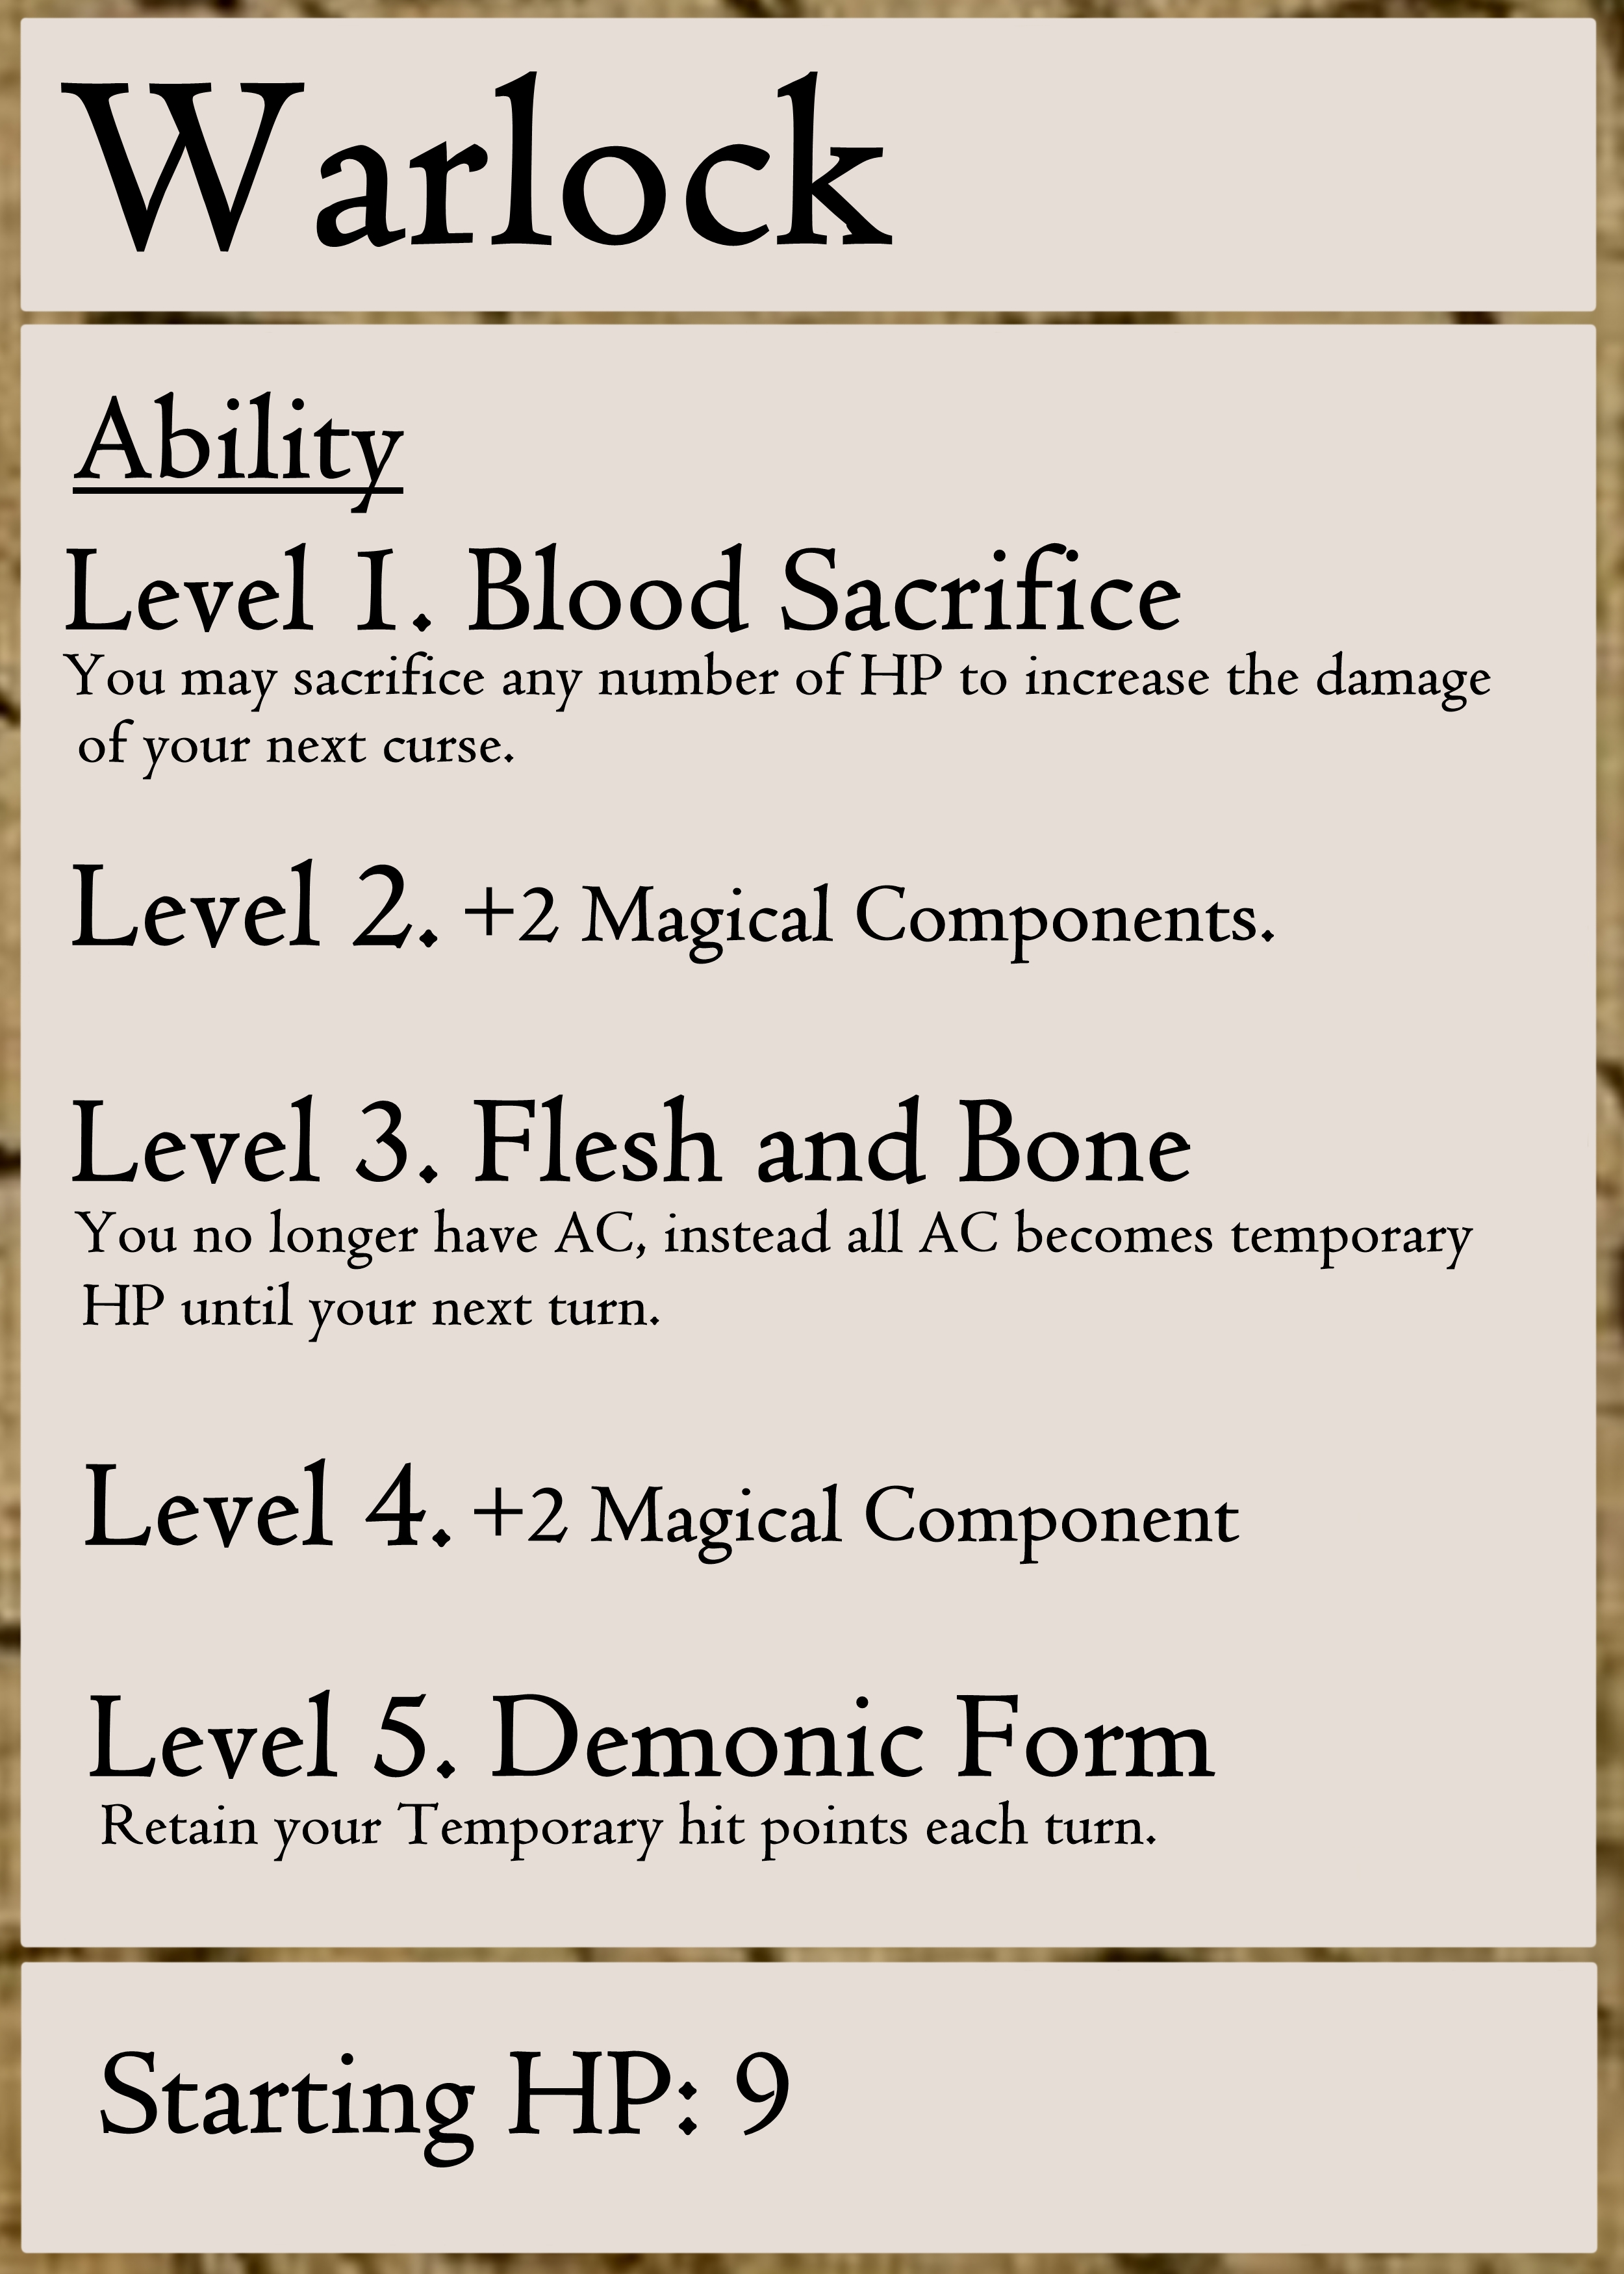 Warlock
Ability
Level 1. Blood Sacrifice
You may sacrifice any number of HP to increase the damage
of your next curse.
Level 2. +2 Magical Components.
Level 3. Flesh and Bone
You no longer have AC, instead all AC becomes temporary
HP until your next turn.
Level 4. +2 Magical Component
Level 5. Demonic Form
Retain your Temporary hit points each turn.
Starting HP: 9